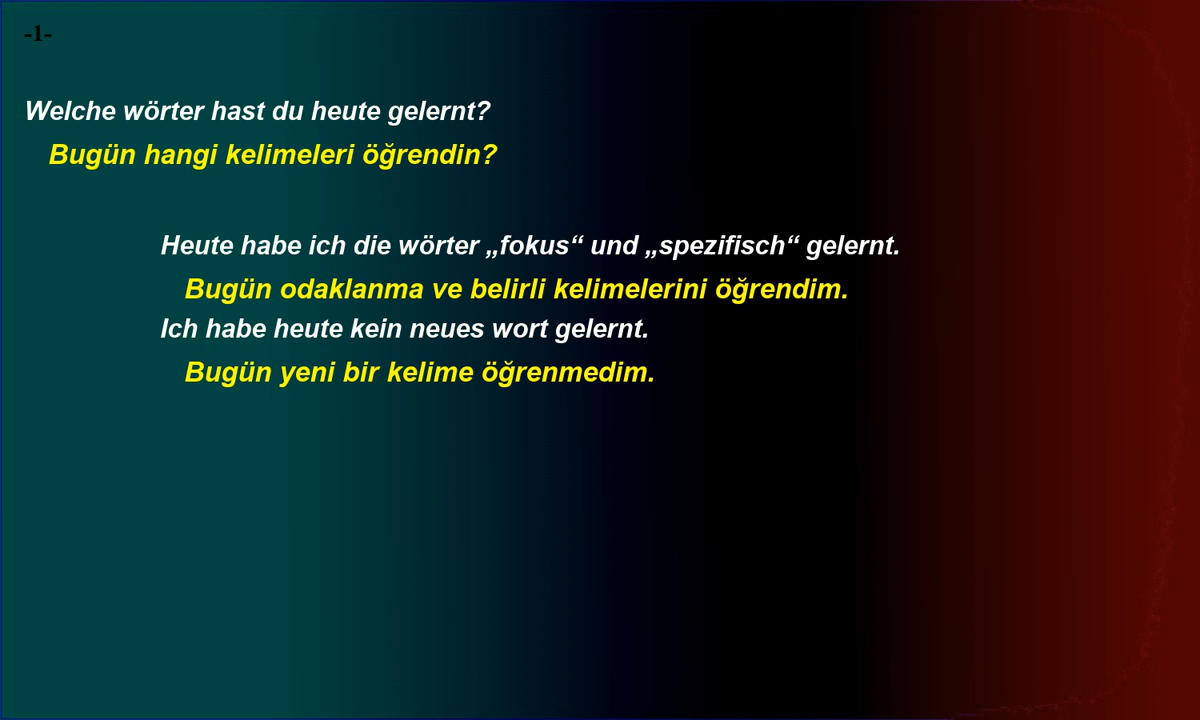 -1-
Welche wörter hast du heute gelernt?
Bugün hangi kelimeleri öğrendin?
Heute habe ich die wörter „fokus“ und „spezifisch“ gelernt.
Bugün odaklanma ve belirli kelimelerini öğrendim.
Ich habe heute kein neues wort gelernt.
Bugün yeni bir kelime öğrenmedim.